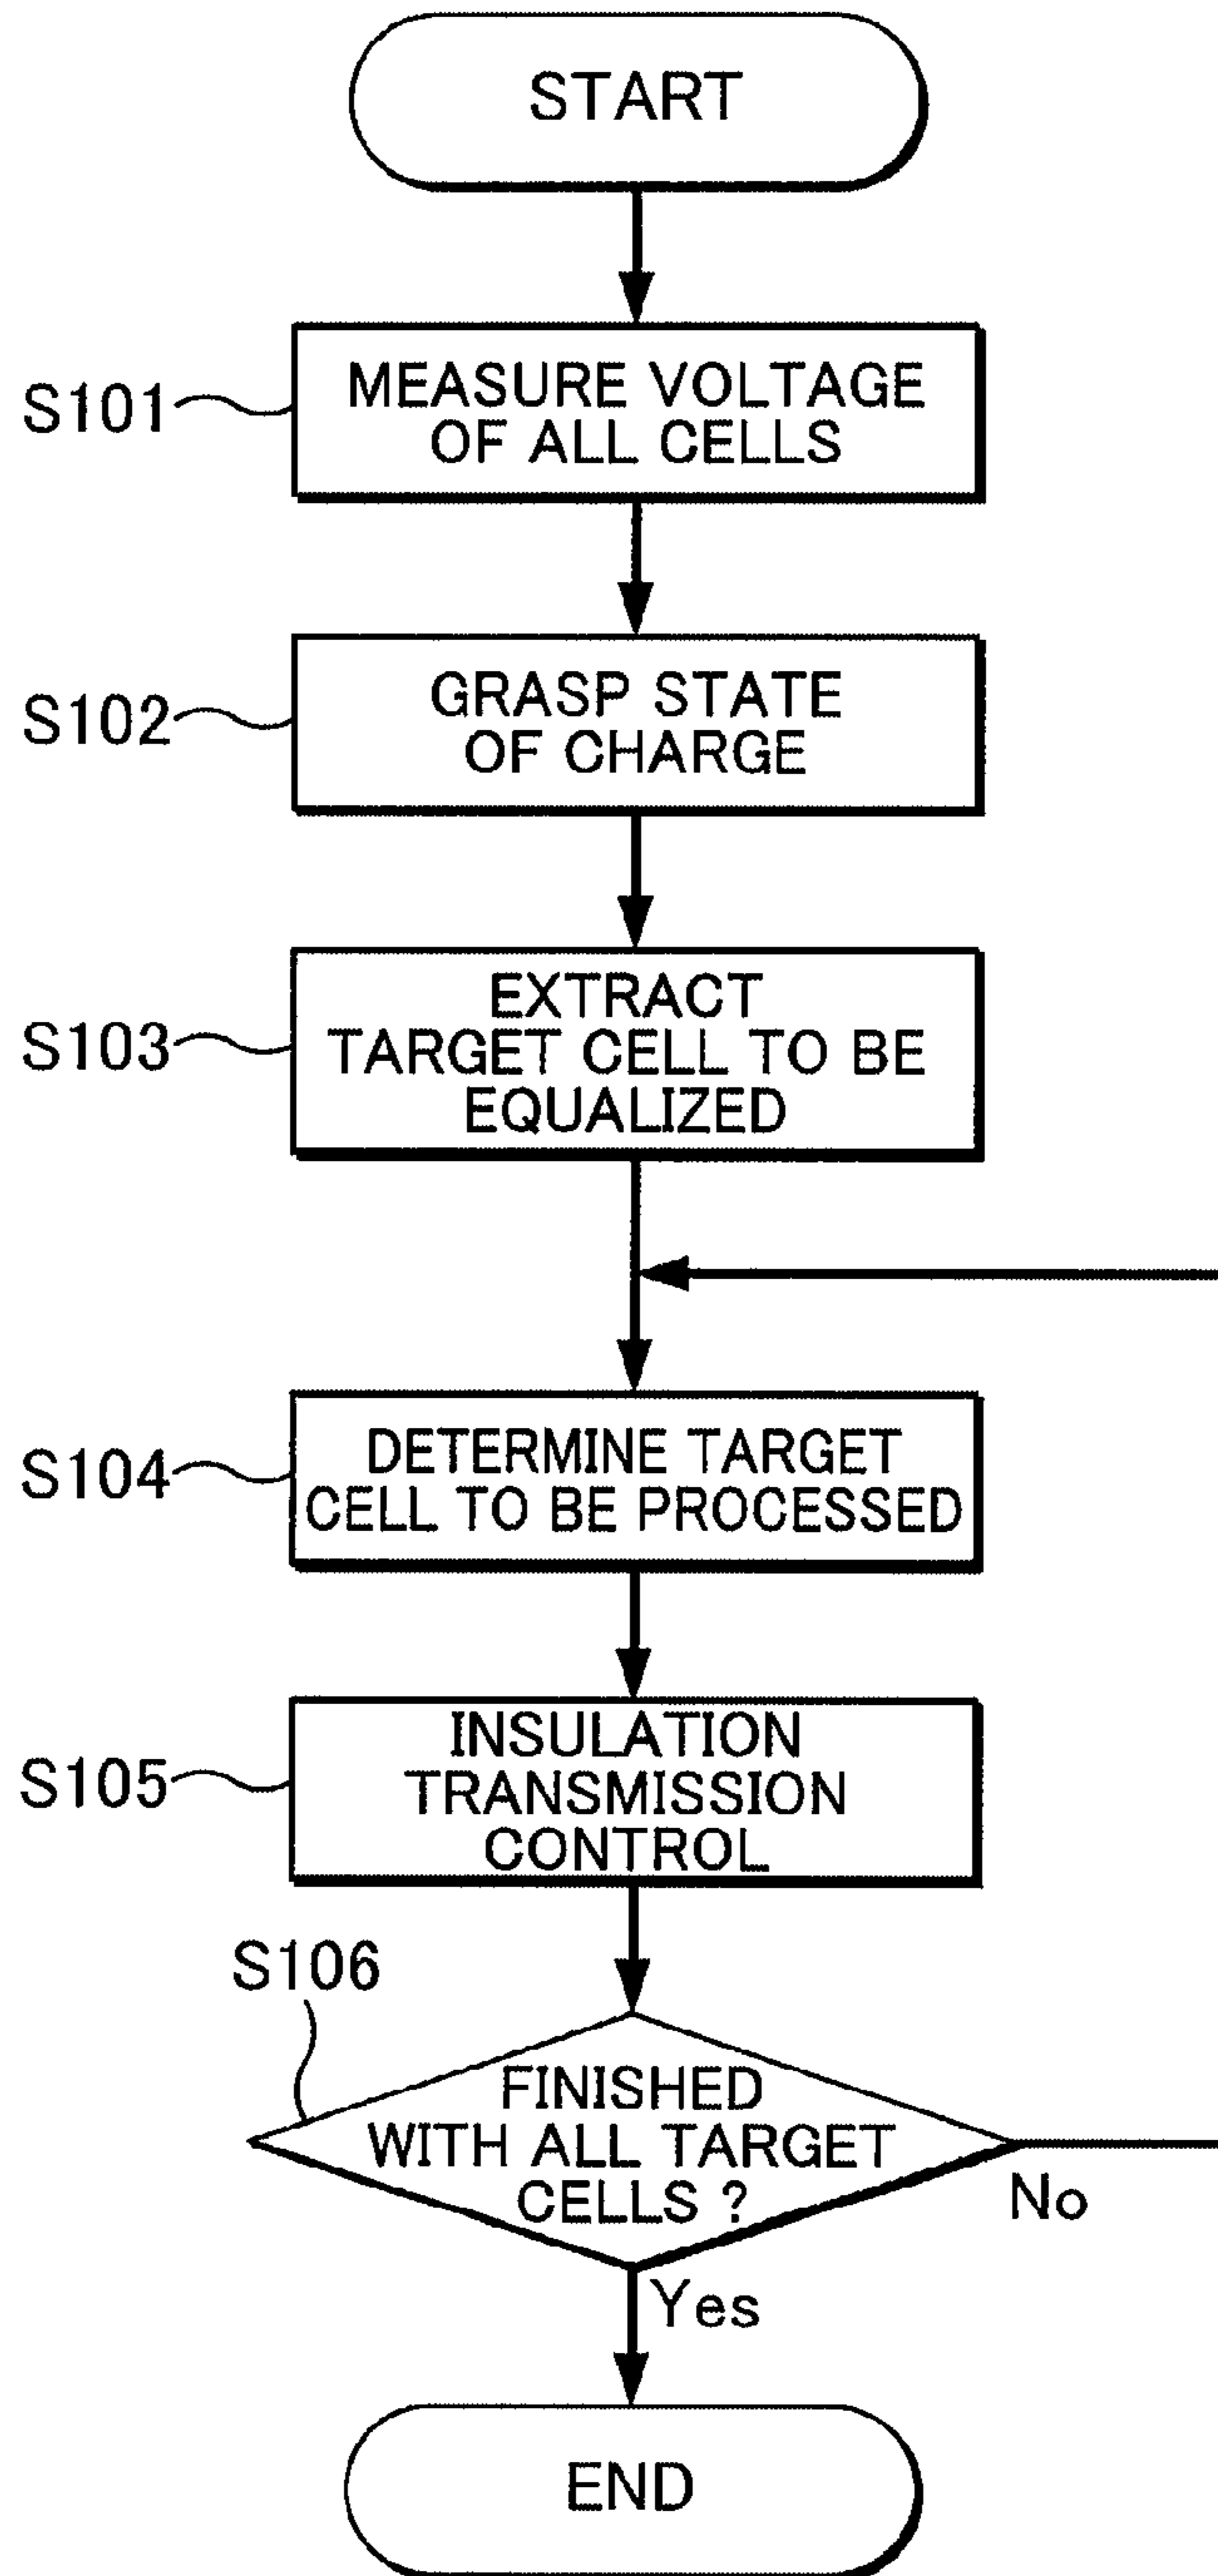 START
S101
MEASURE VOLTAGE
OF ALL CELLS
S102
GRASP STATE
OF CHARGE
S103
EXTRACT
TARGET CELL TO BE
EQUALIZED
S104
DETERMINE TARGET
CELL TO BE PROCESSED
S105
INSULATION
TRANSMISSION
CONTROL
S106
FINISHED
WITH ALL TARGET
CELLS ?
No
Yes
END